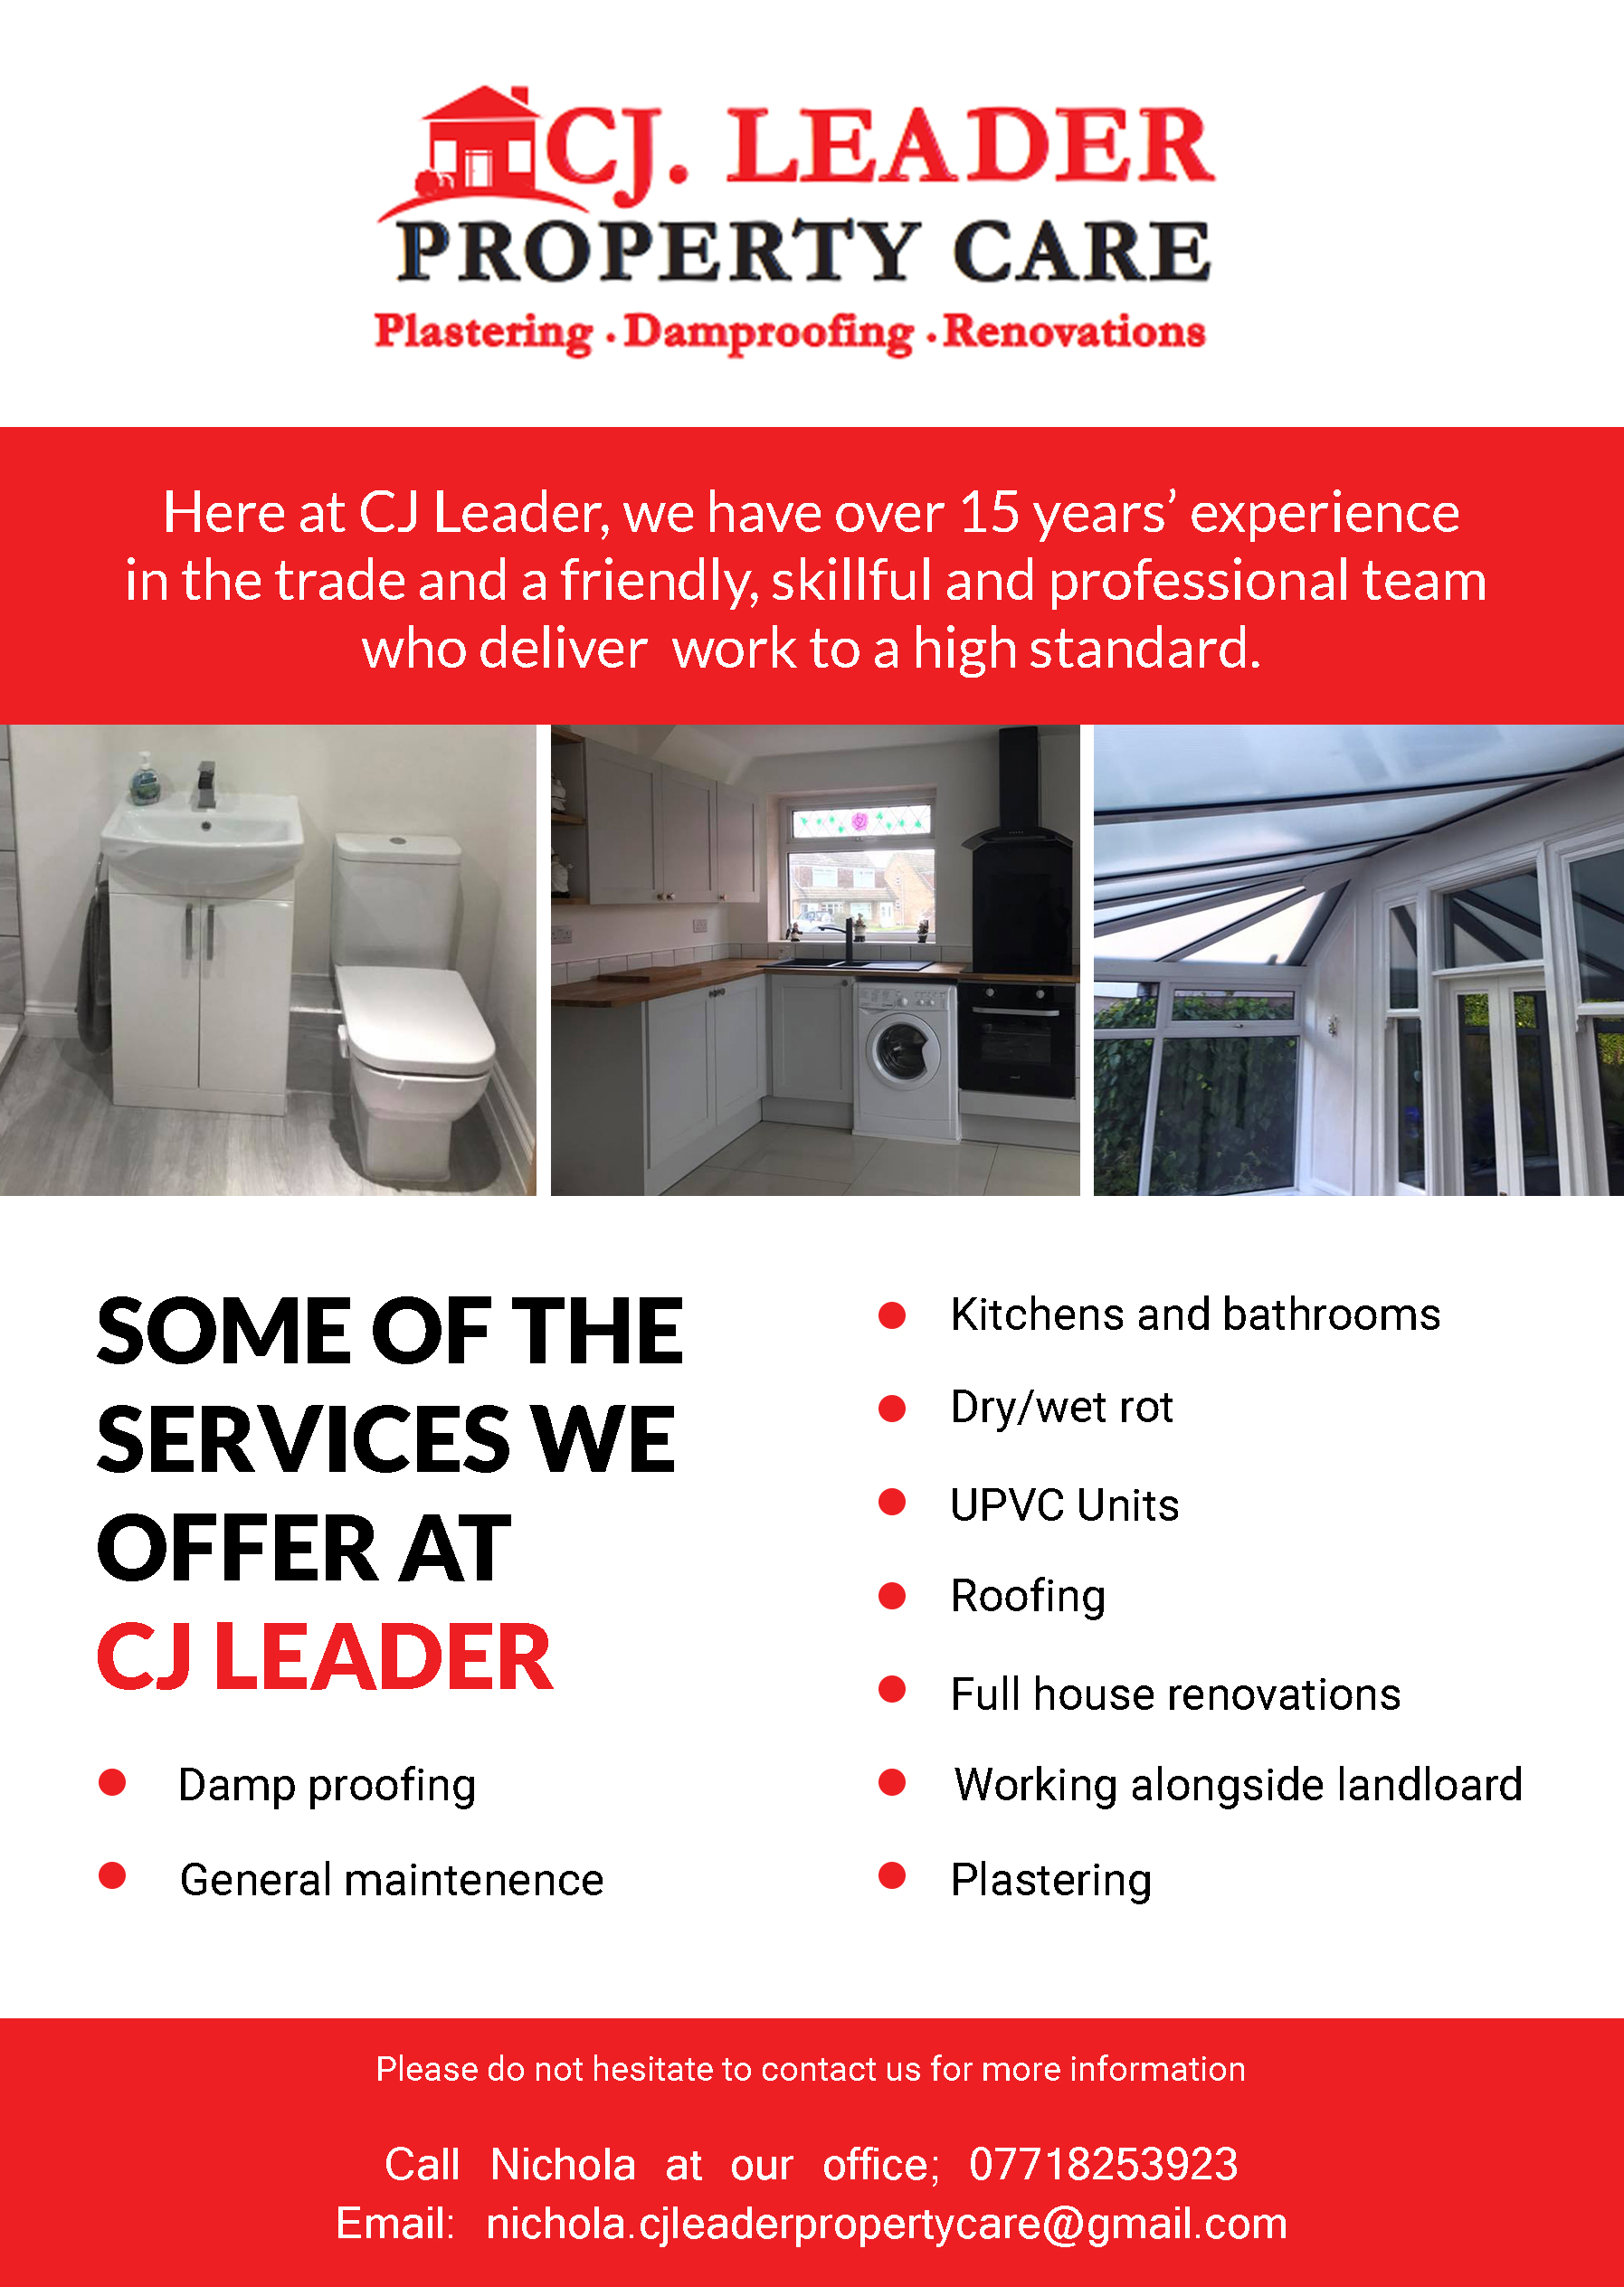 CJ. LEADER
PROPERTY CARE
Plastering · Damproofing · Renovations
Here at CJ Leader, we have over 15 years’ experience
in the trade and a friendly, skillful and professional team
who deliver work to a high standard.
SOME OF THE
SERVICES WE
OFFER AT
CJ LEADER
Damp proofing
General maintenence
Kitchens and bathrooms
Dry/wet rot
UPVC Units
Roofing
Full house renovations
Working alongside landloard
Plastering
Please do not hesitate to contact us for more information
Call Nichola at our office; 07718253923
Email: nichola.cjleaderpropertycare@gmail.com